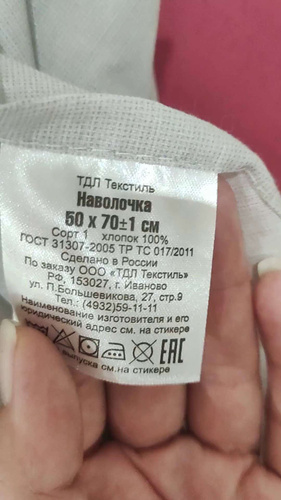 ТДЛ Текстиль
Наволочка
50 х 70±1 см
Сорт 1 хлопок 100%
ГОСТ 31307-2005 ТР ТС 017/2011
Сделано в России
По заказу ООО «ТДЛ Текстиль»
РФ, 153027, г. Иваново
ул. П.Большевикова, 27, стр.9
Тел.: (4932)59-11-11
Наименование изготовителя и его
юридический адрес см. на стикере
ЕАС
выпуска см. на стикере